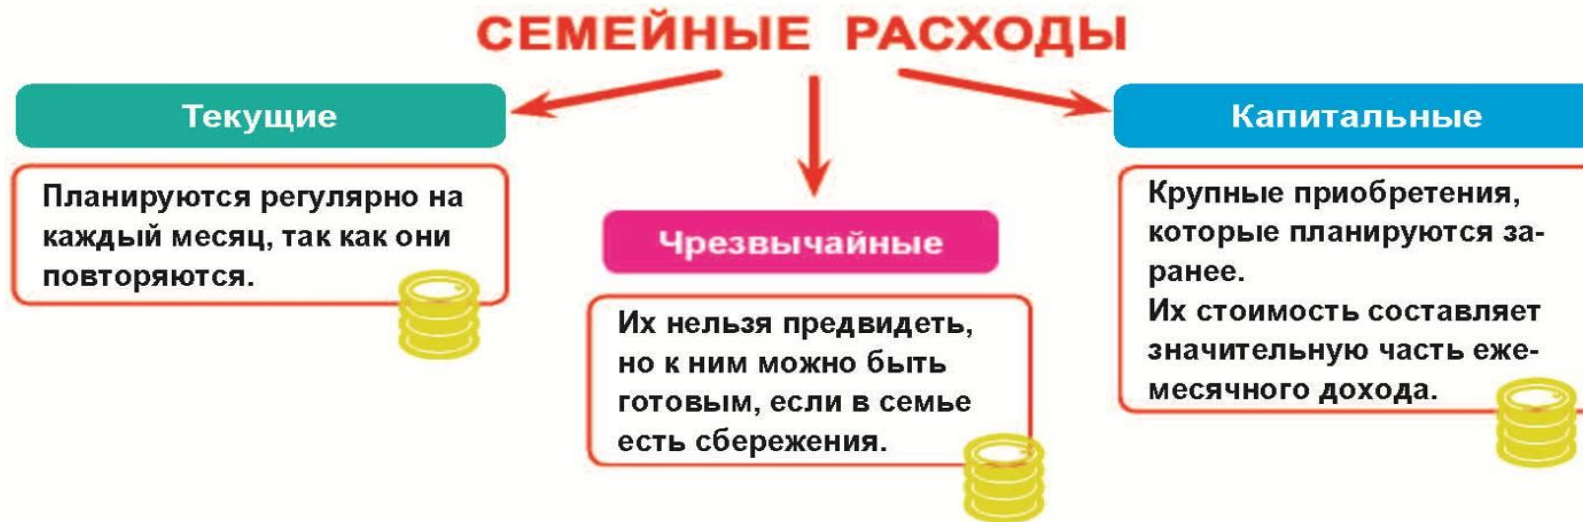 СЕМЕЙНЫЕ РАСХОДЫ
Текущие
Планируются регулярно на
каждый месяц, так как они
повторяются.
Чрезвычайные
Их нельзя предвидеть,
но к ним можно быть
готовым, если в семье
есть сбережения.
Капитальные
Крупные приобретения,
которые планируются за-
ранее.
Их стоимость составляет
значительную часть еже-
месячного дохода.